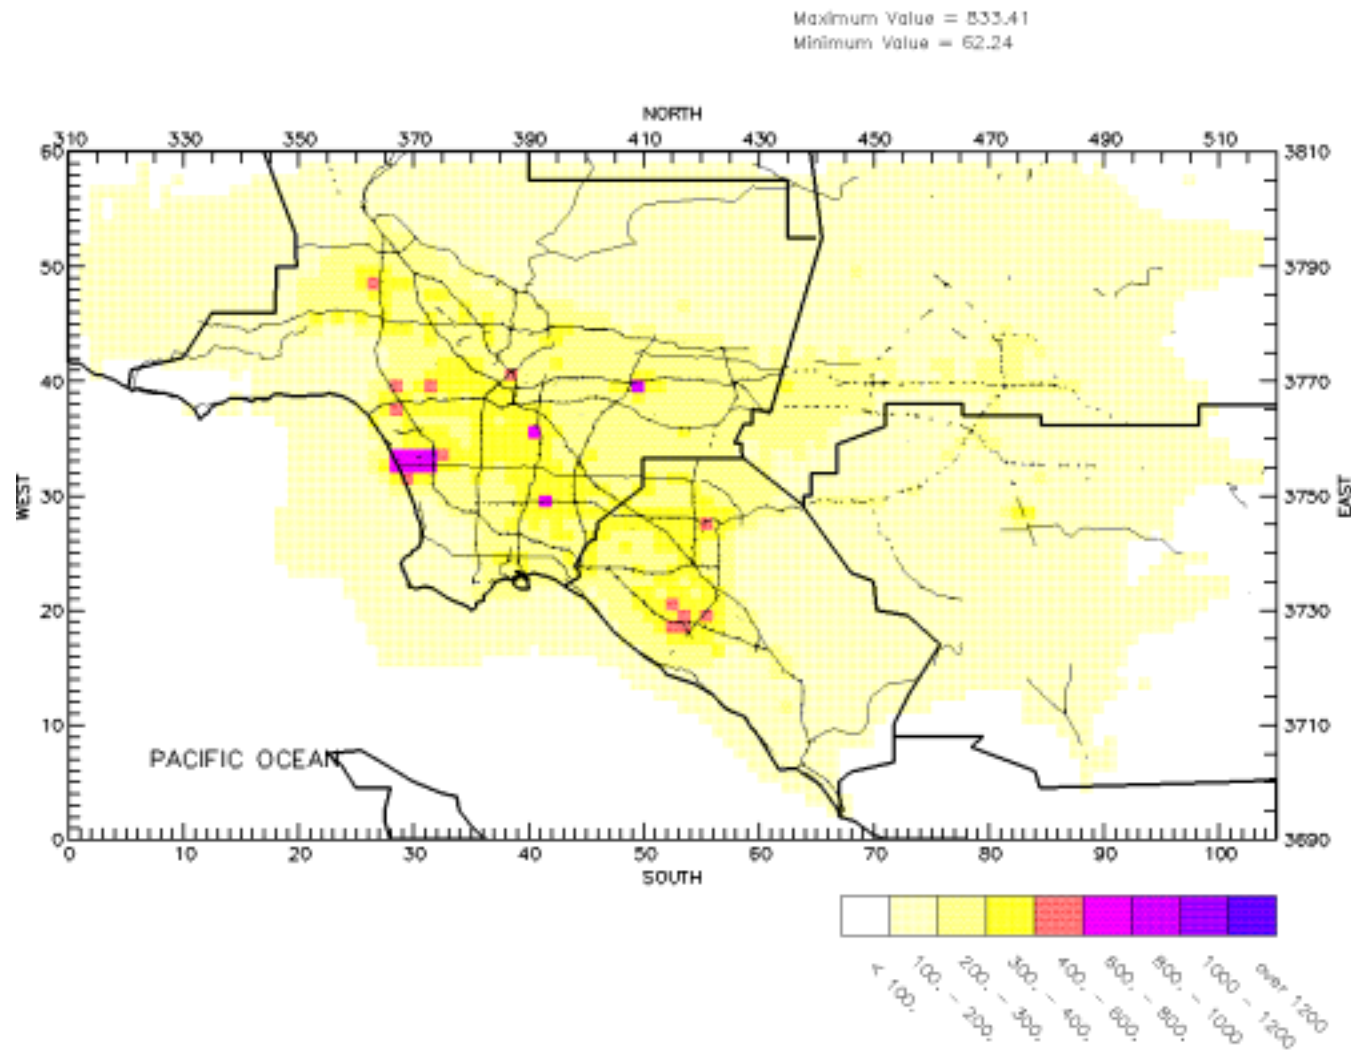 Maximum Value = 833.41
Minimum Value = 62.24
NORTH
310 330 350 370 390 410 430 450 470 490 510
60 3810
50 3790
40 3770
30 3750
WEST
EAST
20 3730
10 3710
PACIFIC OCEAN
0 3690
0 10 20 30 40 50 60 70 80 90 100
SOUTH
< 100.
100. - 200.
200. - 300.
300. - 400.
400. - 600.
600. - 800.
800. - 1000
1000 - 1200
over 1200